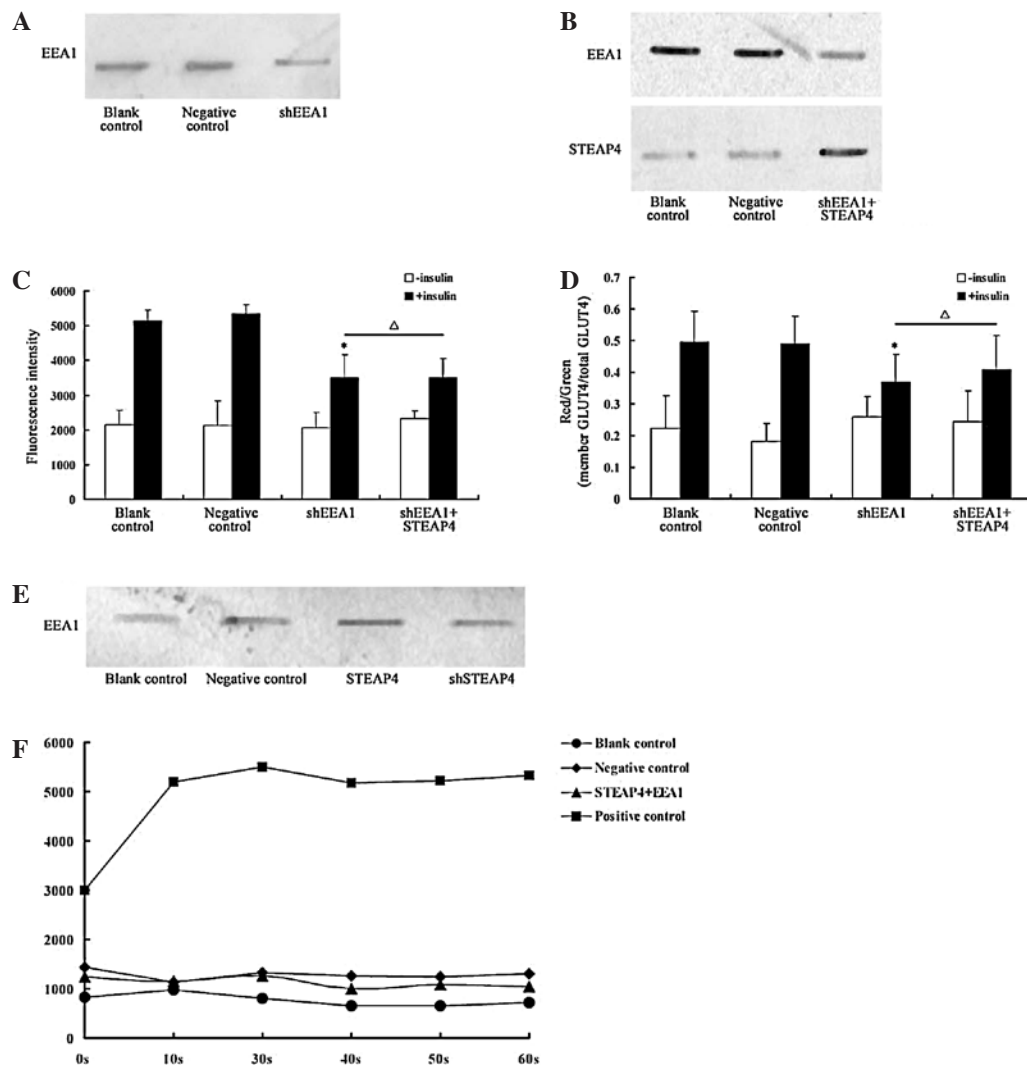 A
EEA1
Blank
control
Negative
control
shEEA1
B
EEA1
STEAP4
Blank
control
Negative
control
shEEA1+
STEAP4
C
-insulin
+insulin
Fluorescence intensity
6000
5000
4000
3000
2000
1000
0
*
Δ
Blank
control
Negative
control
shEEA1
shEEA1+
STEAP4
D
-insulin
+insulin
Red/Green
(member GLUT4/total GLUT4)
0.7
0.6
0.5
0.4
0.3
0.2
0.1
0
*
Δ
Blank
control
Negative
control
shEEA1
shEEA1+
STEAP4
E
EEA1
Blank control
Negative control
STEAP4
shSTEAP4
F
6000
5000
4000
3000
2000
1000
0
0s
10s
30s
40s
50s
60s
Blank control
Negative control
STEAP4+EEA1
Positive control